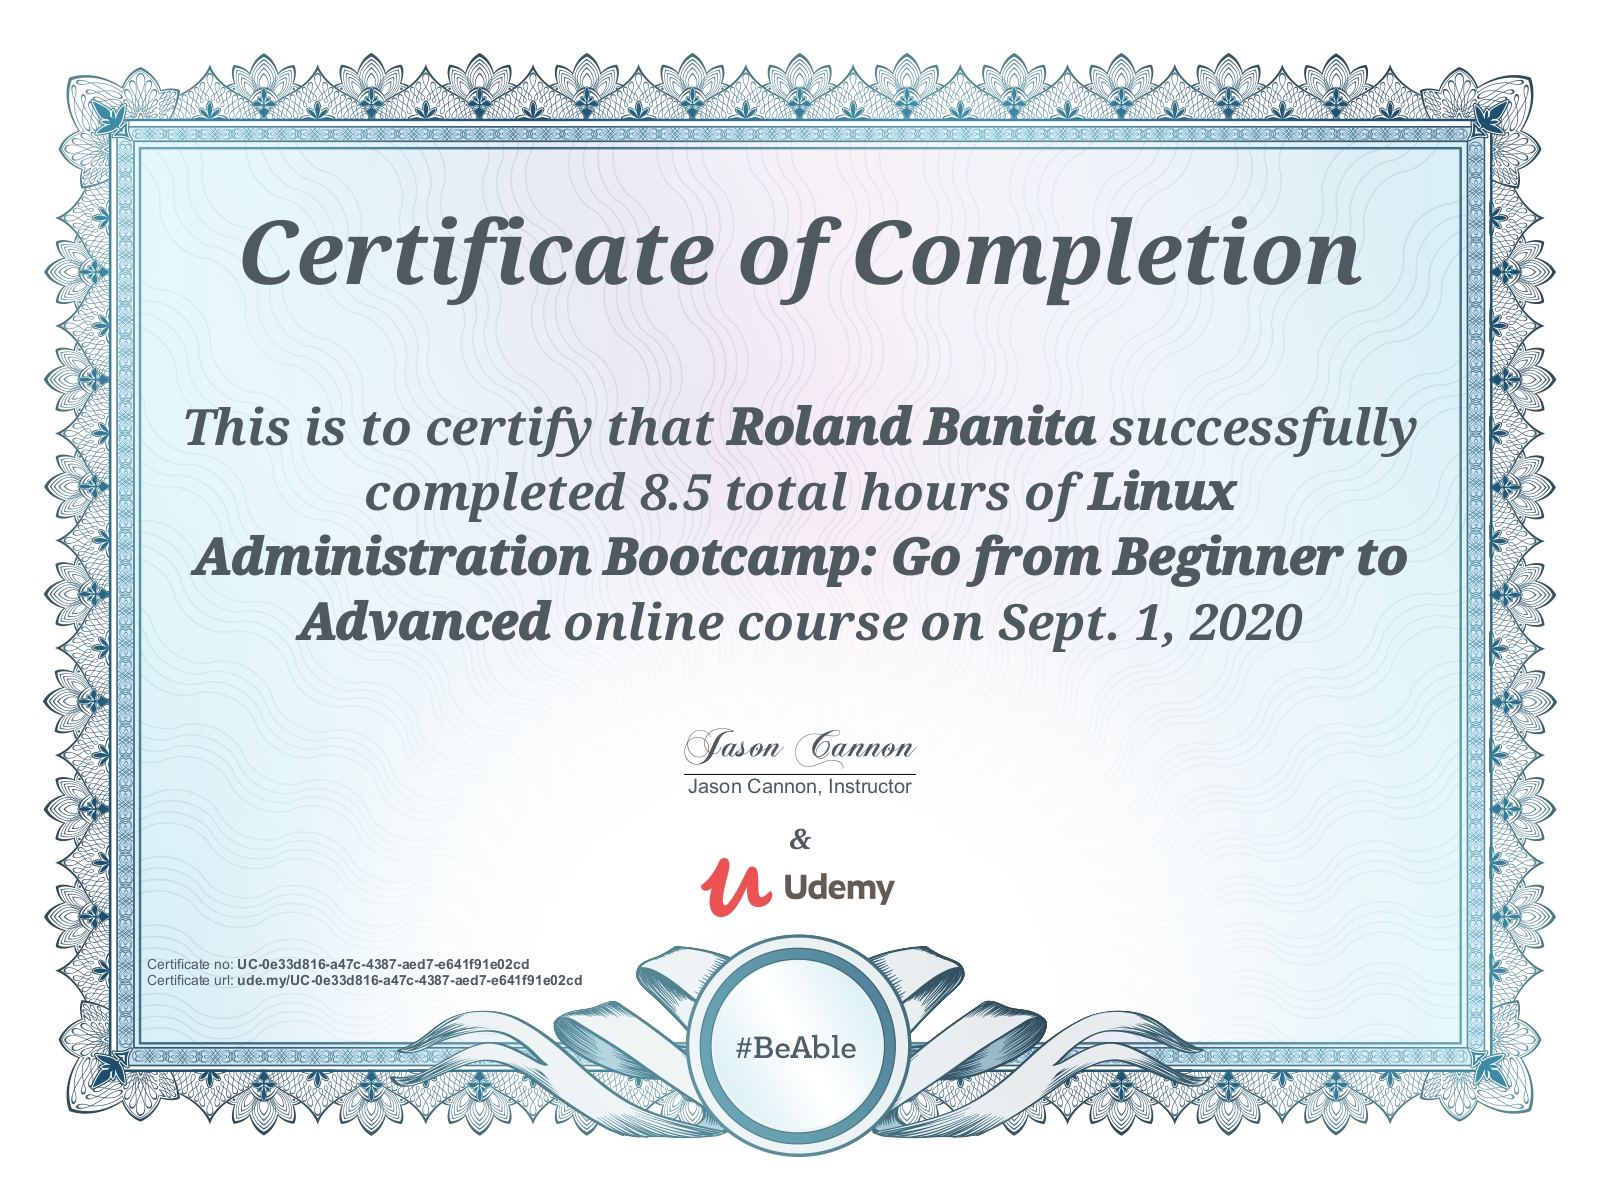 Certificate of Completion
This is to certify that Roland Banita successfully
completed 8.5 total hours of Linux
Administration Bootcamp: Go from Beginner to
Advanced online course on Sept. 1, 2020
Jason Cannon
Jason Cannon, Instructor
&
Udemy
Certificate no: UC-0e33d816-a47c-4387-aed7-e641f91e02cd
Certificate url: ude.my/UC-0e33d816-a47c-4387-aed7-e641f91e02cd
#BeAble